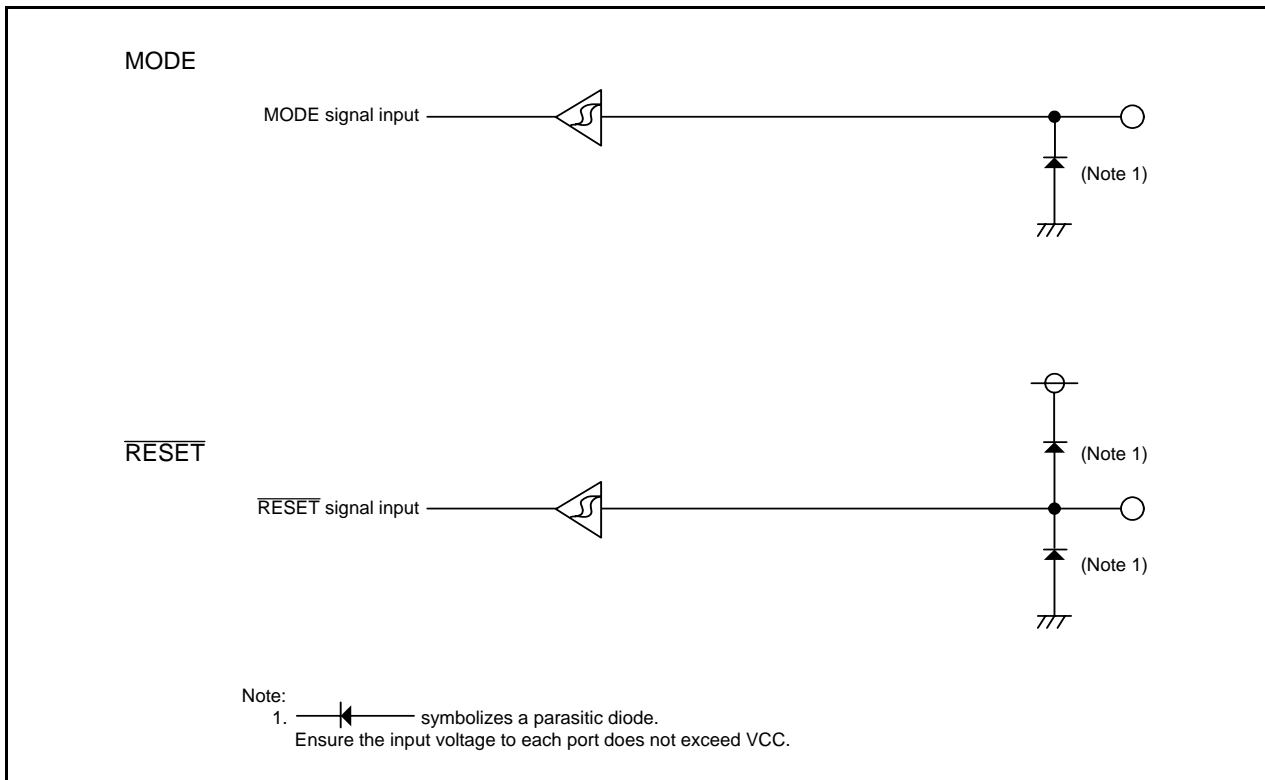 MODE
MODE signal input
(Note 1)
(Note 1)
RESET
RESET signal input
(Note 1)
Note:
1. symbolizes a parasitic diode.
Ensure the input voltage to each port does not exceed VCC.